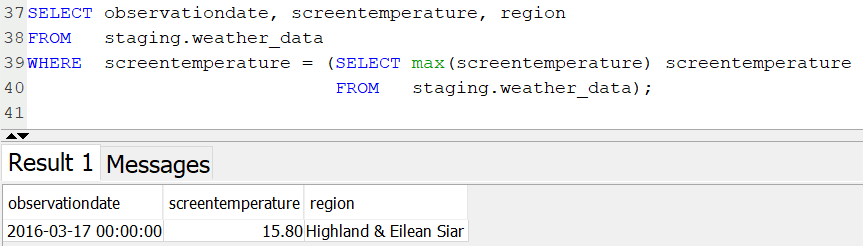 37 SELECT observationdate, screentemperature, region
38 FROM   staging.weather_data
39 WHERE  screentemperature = (SELECT max(screentemperature) screentemperature
40                             FROM   staging.weather_data);
41
Result 1 Messages
observationdate screentemperature region
2016-03-17 00:00:00 15.80 Highland & Eilean Siar